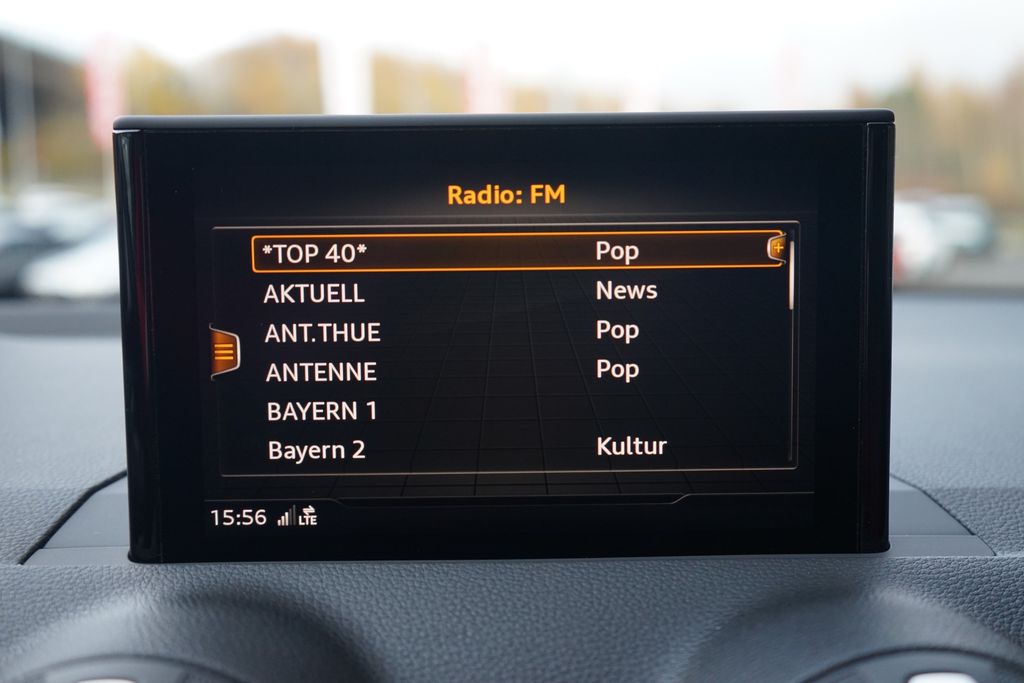 Radio: FM
*TOP 40* Pop
AKTUELL News
ANT.THUE Pop
ANTENNE Pop
BAYERN 1
Bayern 2 Kultur
15:56 LTE